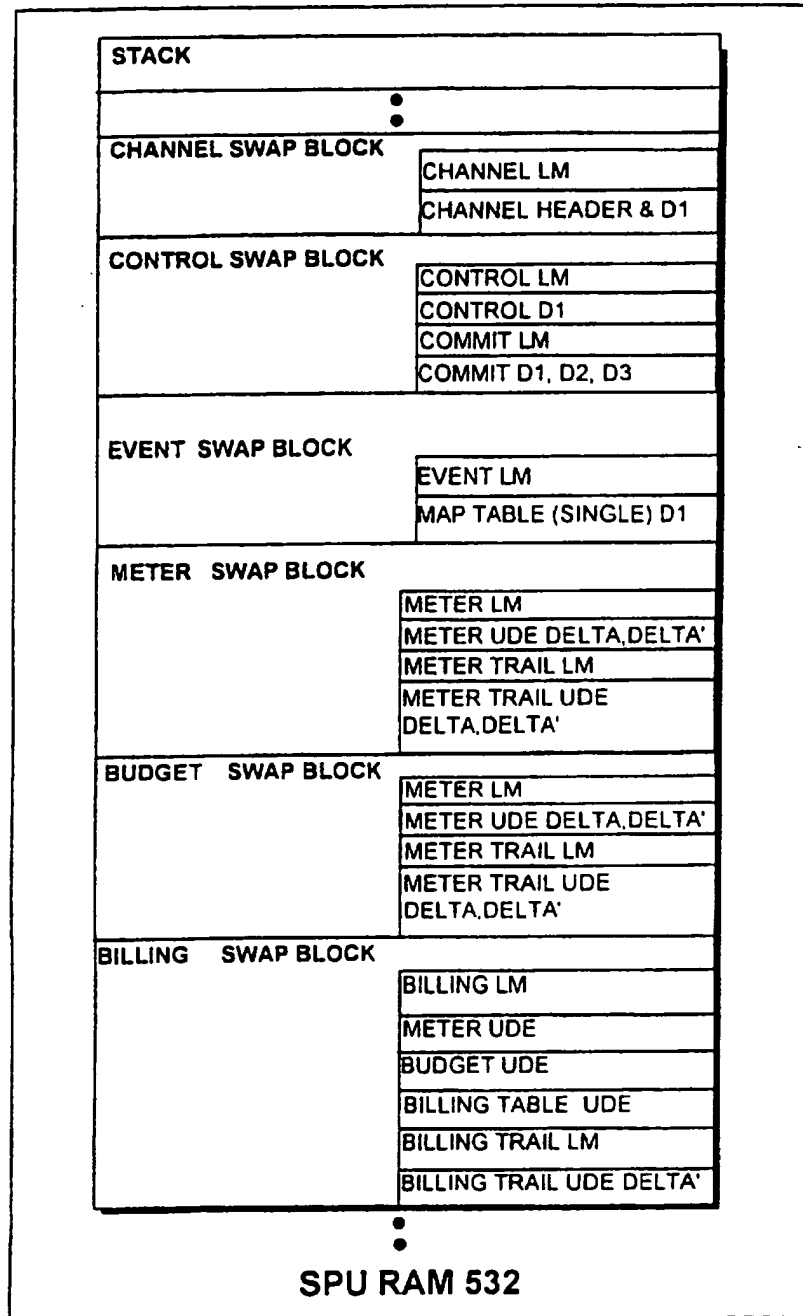 STACK
CHANNEL SWAP BLOCK
CHANNEL LM
CHANNEL HEADER & D1
CONTROL SWAP BLOCK
CONTROL LM
CONTROL D1
COMMIT LM
COMMIT D1, D2, D3
EVENT SWAP BLOCK
EVENT LM
MAP TABLE (SINGLE) D1
METER SWAP BLOCK
METER LM
METER UDE DELTA,DELTA'
METER TRAIL LM
METER TRAIL UDE
DELTA,DELTA'
BUDGET SWAP BLOCK
METER LM
METER UDE DELTA,DELTA'
METER TRAIL LM
METER TRAIL UDE
DELTA,DELTA'
BILLING SWAP BLOCK
BILLING LM
METER UDE
BUDGET UDE
BILLING TABLE UDE
BILLING TRAIL LM
BILLING TRAIL UDE DELTA'
SPU RAM 532